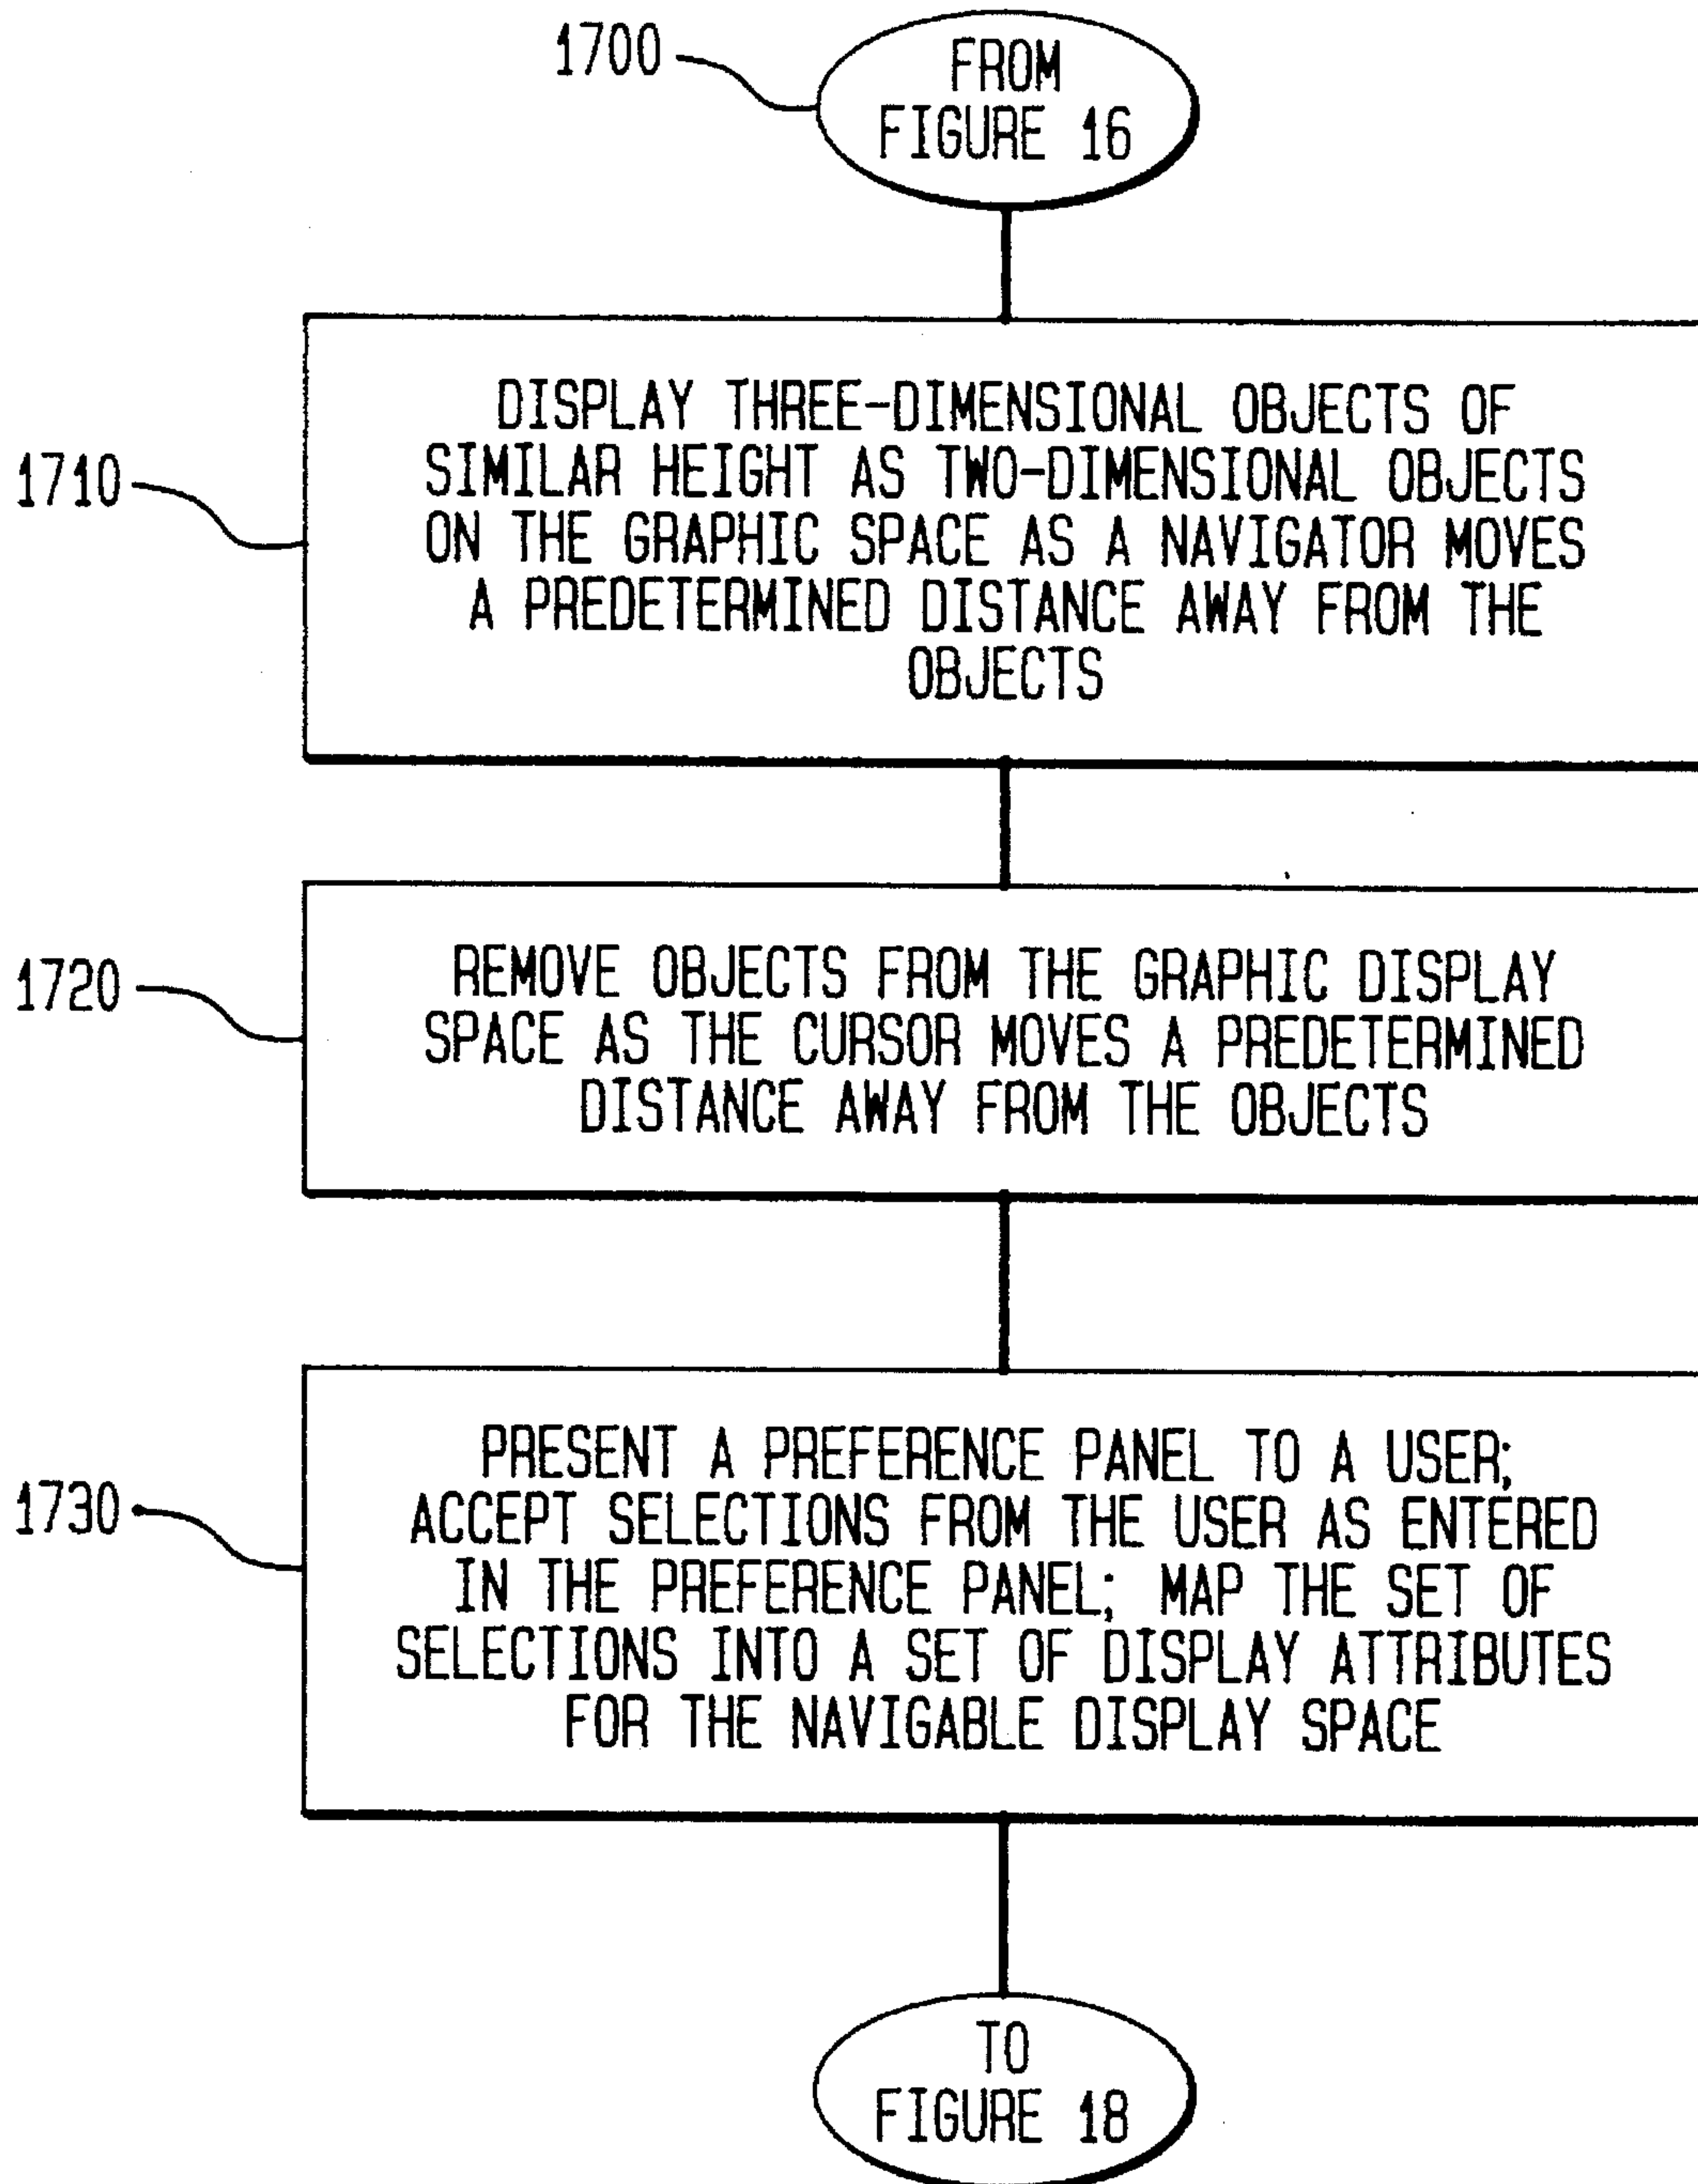 1700
FROM
FIGURE 16
1710
DISPLAY THREE-DIMENSIONAL OBJECTS OF
SIMILAR HEIGHT AS TWO-DIMENSIONAL OBJECTS
ON THE GRAPHIC SPACE AS A NAVIGATOR MOVES
A PREDETERMINED DISTANCE AWAY FROM THE
OBJECTS
1720
REMOVE OBJECTS FROM THE GRAPHIC DISPLAY
SPACE AS THE CURSOR MOVES A PREDETERMINED
DISTANCE AWAY FROM THE OBJECTS
1730
PRESENT A PREFERENCE PANEL TO A USER;
ACCEPT SELECTIONS FROM THE USER AS ENTERED
IN THE PREFERENCE PANEL; MAP THE SET OF
SELECTIONS INTO A SET OF DISPLAY ATTRIBUTES
FOR THE NAVIGABLE DISPLAY SPACE
TO
FIGURE 18